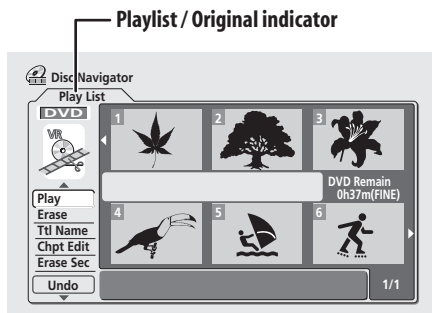 Playlist / Original indicator
Disc Navigator
Play List
DVD
VR
1
2
3
Play
Erase
Ttl Name
Chpt Edit
Erase Sec
Undo
DVD Remain
0h37m(FINE)
4
5
6
1/1